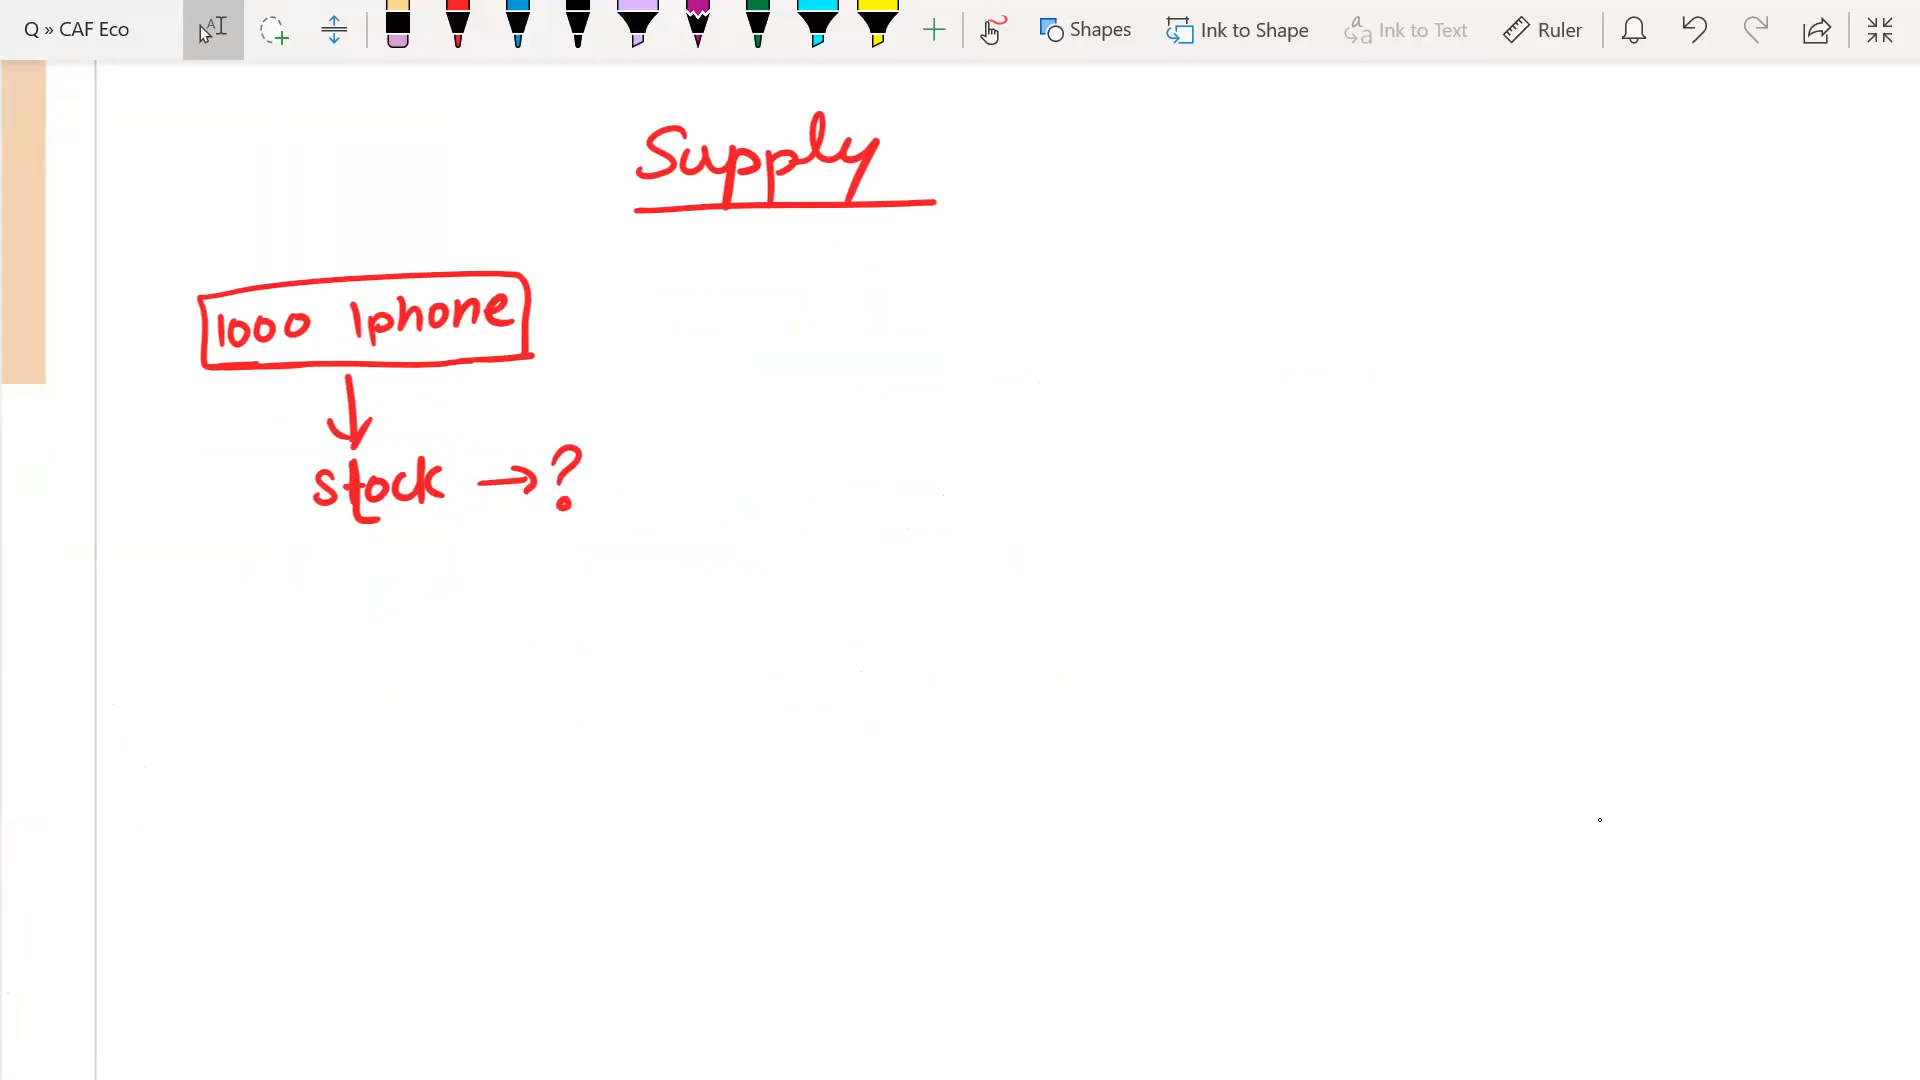 Q » CAF Eco Shapes Ink to Shape Ink to Text Ruler
Supply
1000 Iphone
stock → ?